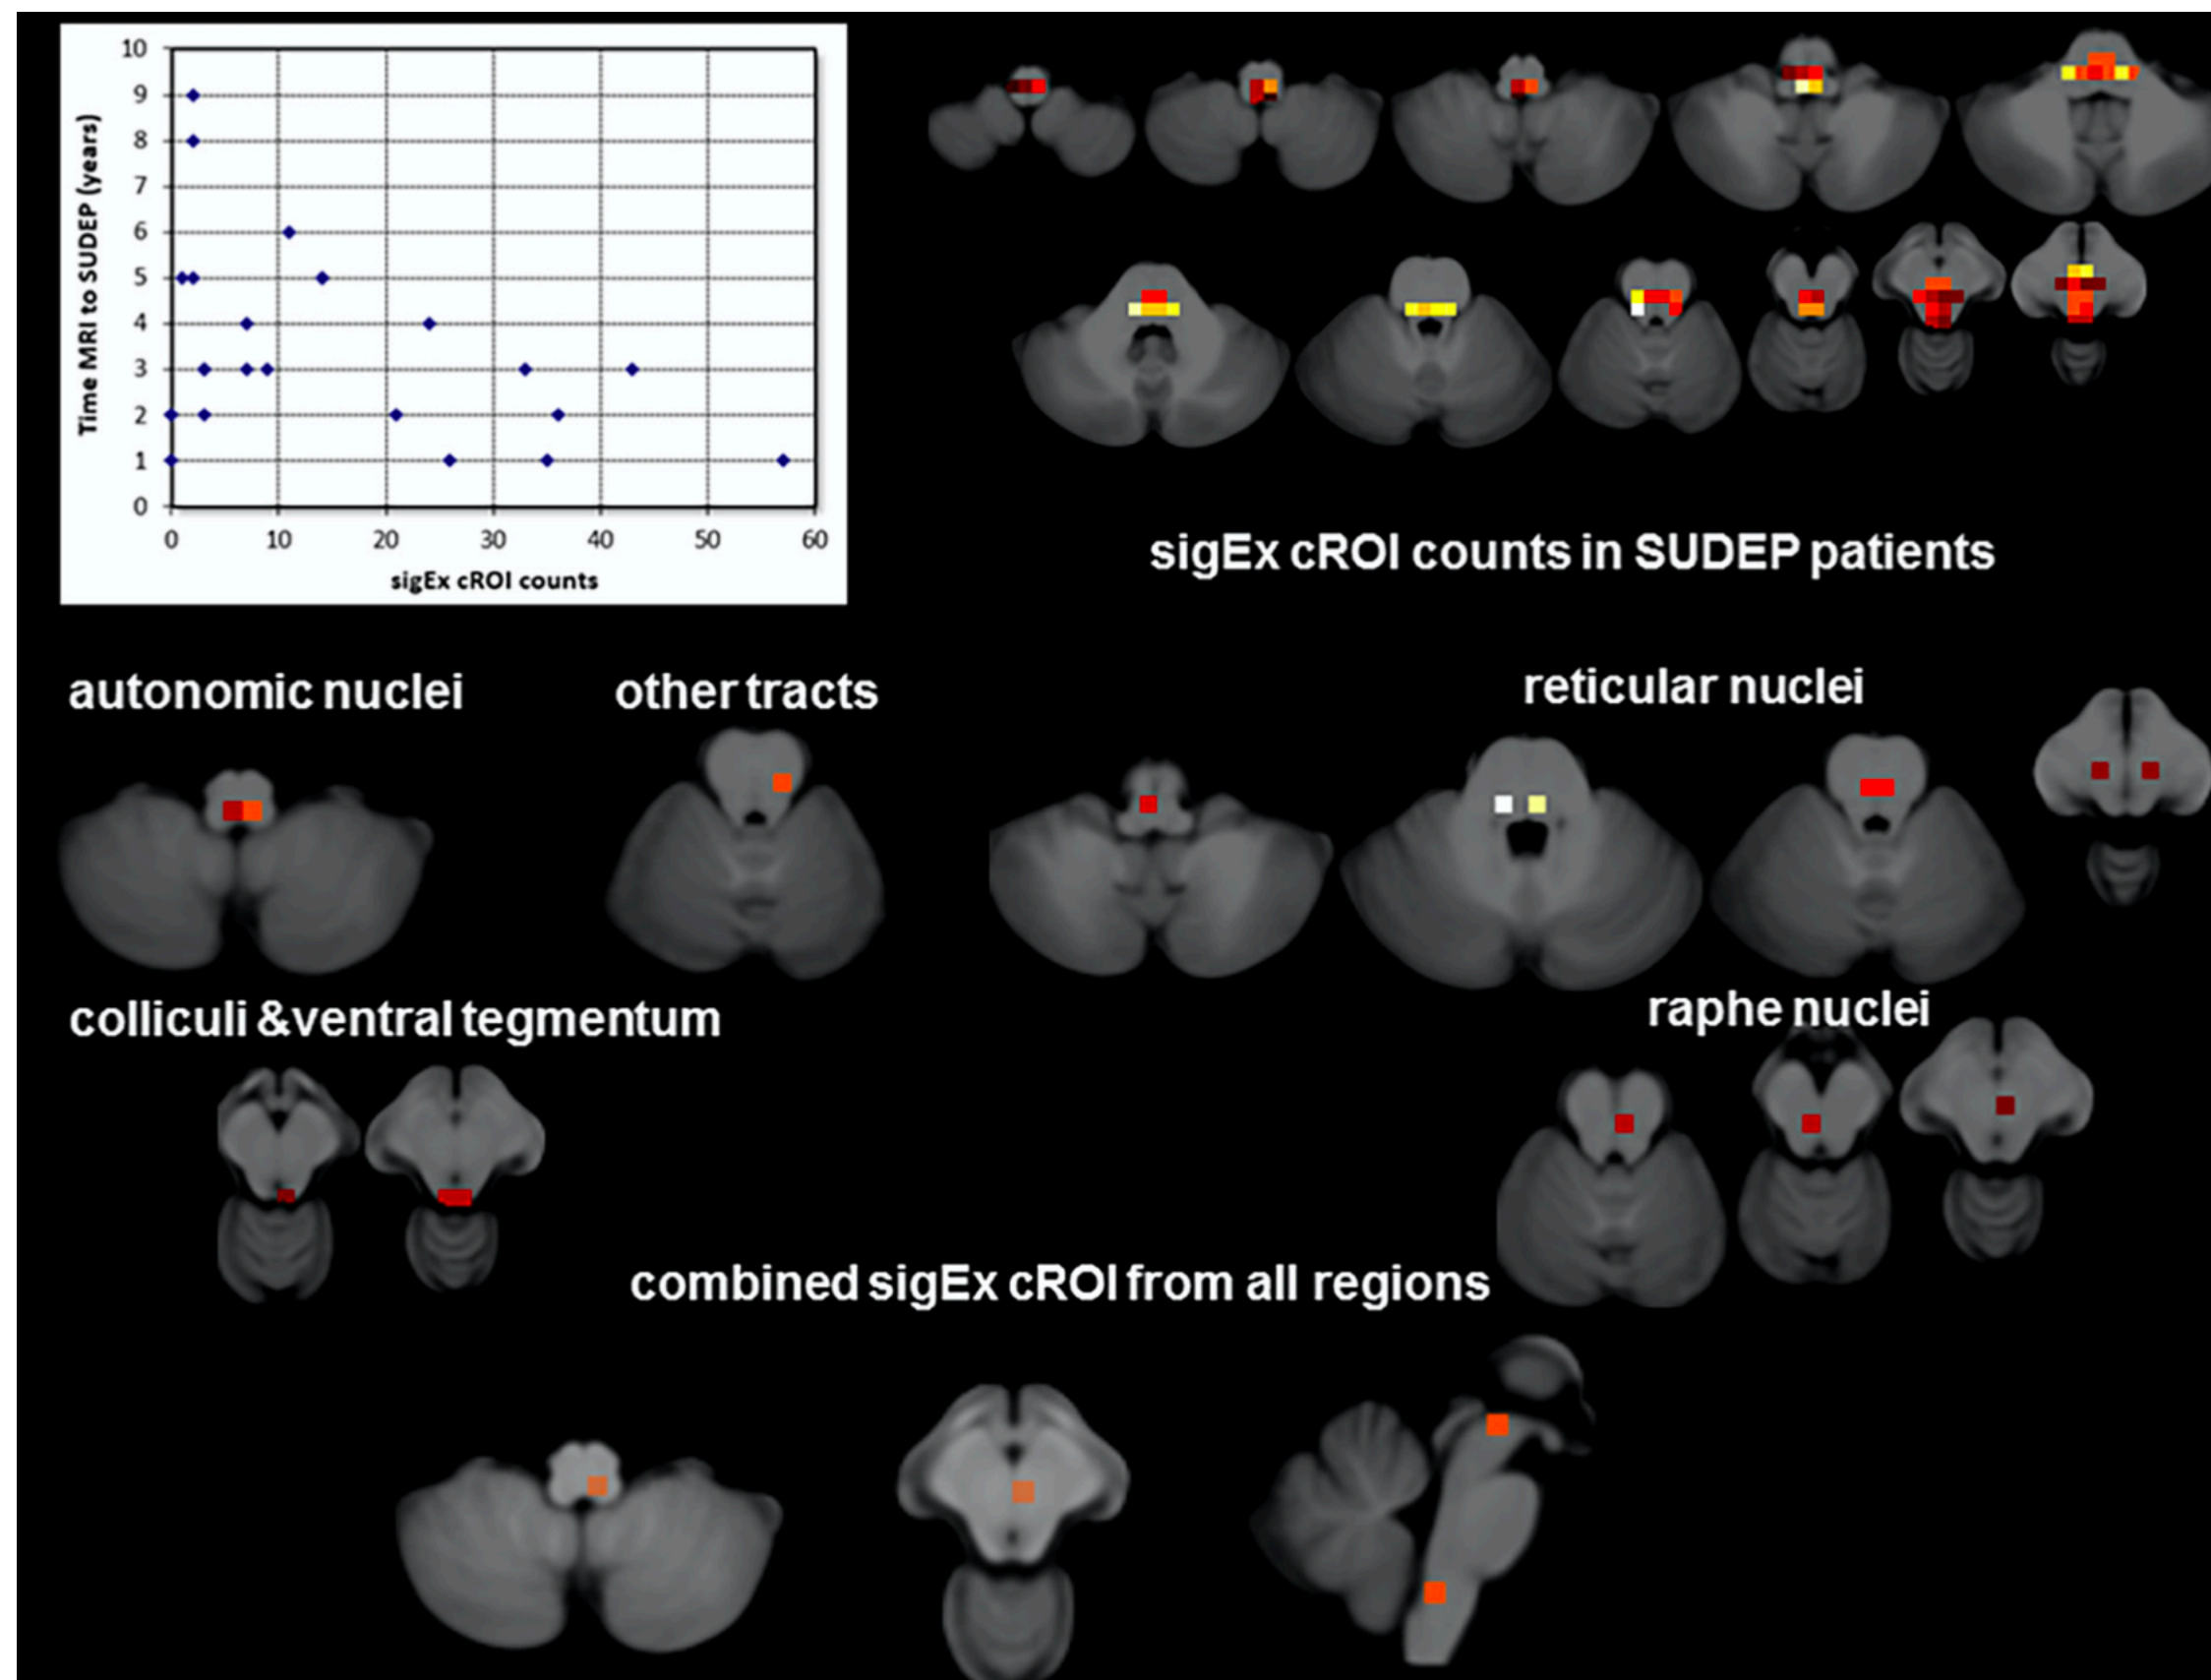 10
9
8
7
6
5
4
3
2
1
0
Time MRI to SUDEP (years)
0 10 20 30 40 50 60
sigEx cROI counts
sigEx cROI counts in SUDEP patients
autonomic nuclei
other tracts
reticular nuclei
colliculi &ventral tegmentum
raphe nuclei
combined sigEx cROI from all regions